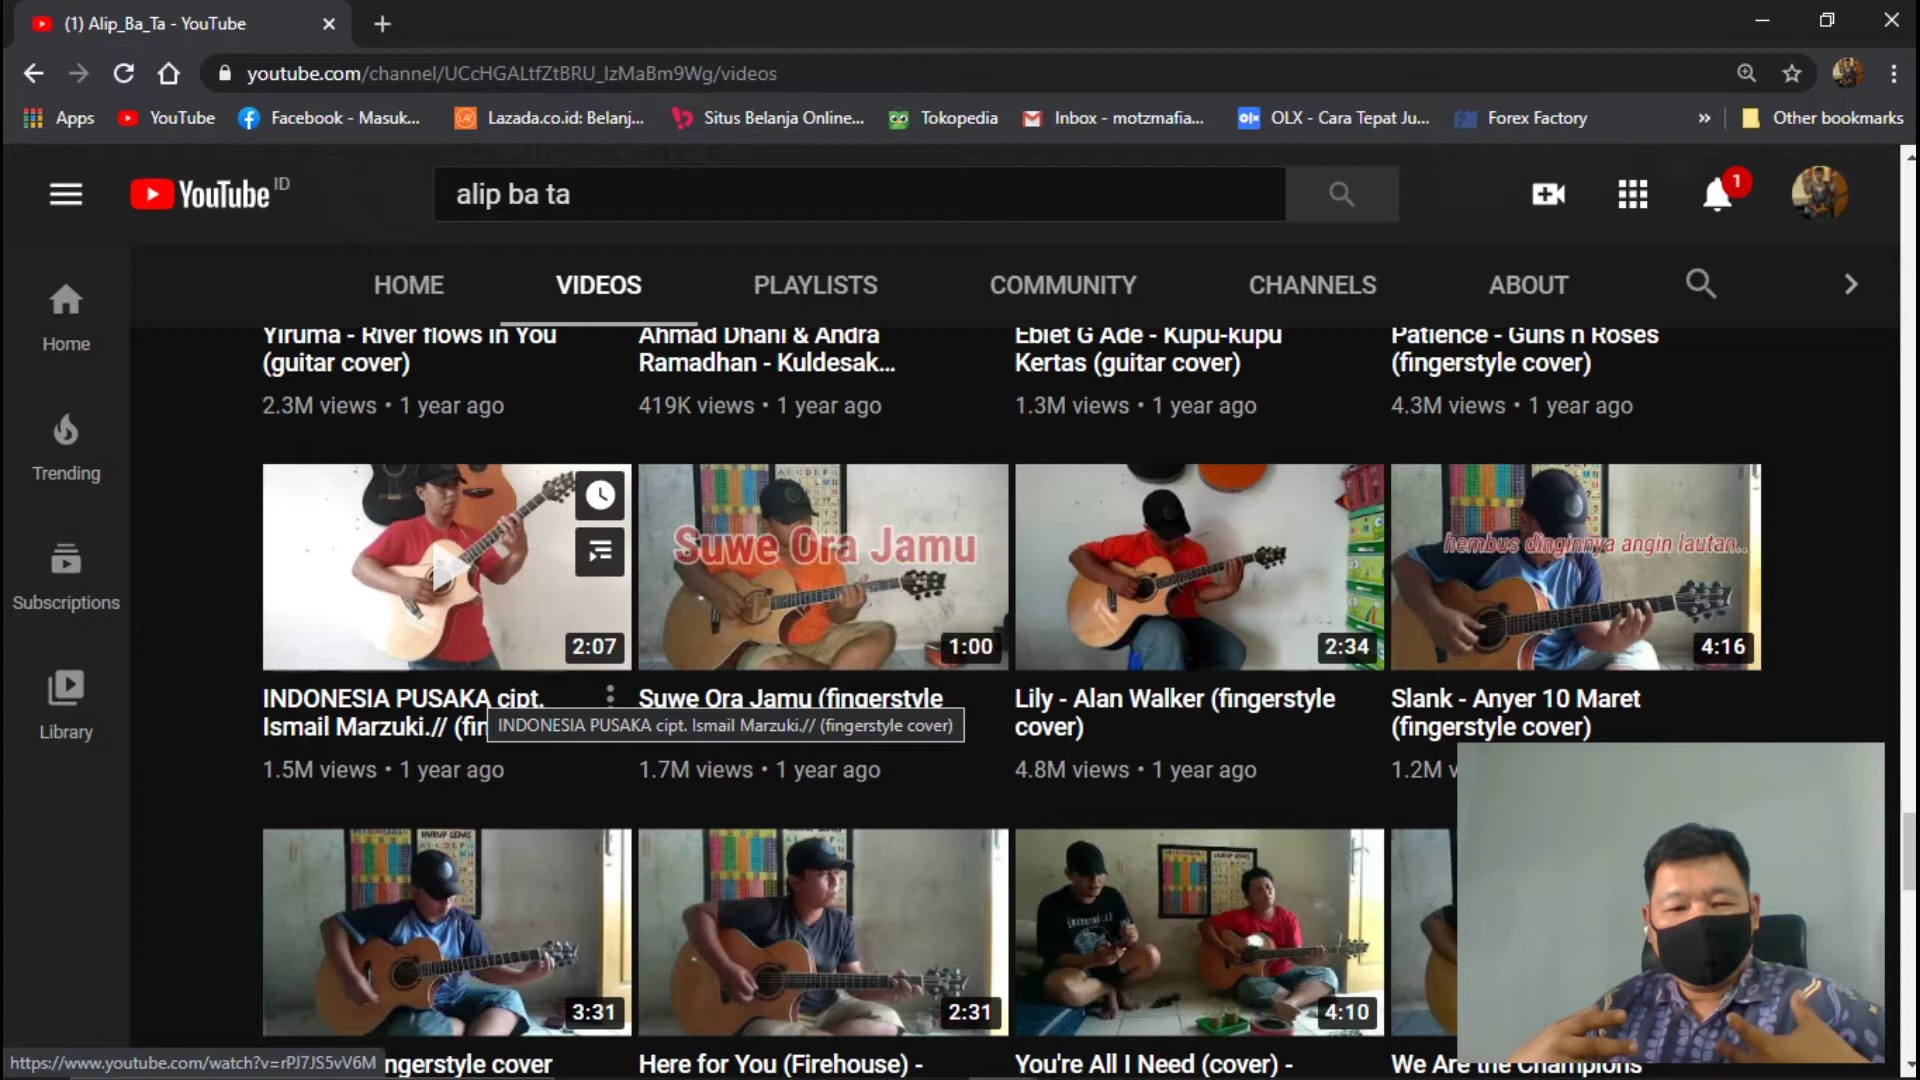 (1) Alip_Ba_Ta - YouTube
youtube.com/channel/UCcHGALtfZtBRU_IzMaBm9Wg/videos
Apps
YouTube
Facebook - Masuk...
Lazada.co.id: Belanj...
Situs Belanja Online...
Tokopedia
Inbox - motzmafia...
OLX - Cara Tepat Ju...
Forex Factory
»
Other bookmarks
YouTube ID
alip ba ta
1
HOME
VIDEOS
PLAYLISTS
COMMUNITY
CHANNELS
ABOUT
Home
Trending
Subscriptions
Library
Yiruma - River flows in You
(guitar cover)
2.3M views • 1 year ago
Ahmad Dhani & Andra
Ramadhan - Kuldesak...
419K views • 1 year ago
Ebiet G Ade - Kupu-kupu
Kertas (guitar cover)
1.3M views • 1 year ago
Patience - Guns n Roses
(fingerstyle cover)
4.3M views • 1 year ago
2:07
INDONESIA PUSAKA cipt.
Ismail Marzuki.// (fin
INDONESIA PUSAKA cipt. Ismail Marzuki.// (fingerstyle cover)
1.5M views • 1 year ago
Suwe Ora Jamu
1:00
Suwe Ora Jamu (fingerstyle
1.7M views • 1 year ago
2:34
Lily - Alan Walker (fingerstyle
cover)
4.8M views • 1 year ago
hembus dinginnya angin lautan..
4:16
Slank - Anyer 10 Maret
(fingerstyle cover)
1.2M v
HURUF LEPAS
3:31
ngerstyle cover
2:31
Here for You (Firehouse) -
4:10
You're All I Need (cover) -
We Are the Champions
https://www.youtube.com/watch?v=rPJ7JS5vV6M